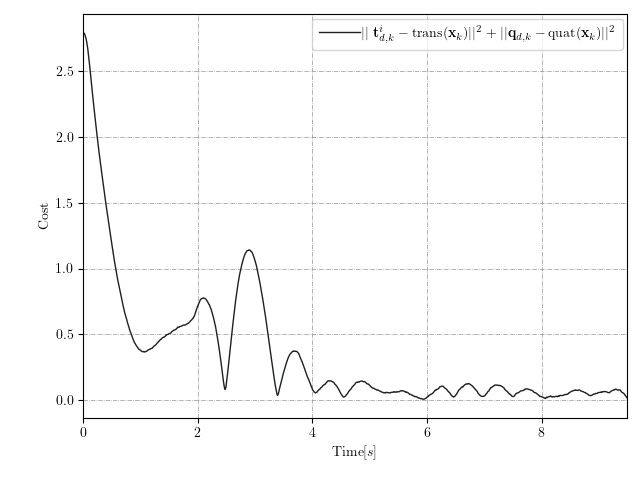 || t^i_{d,k} − trans(x_k)||^2 + ||q_{d,k} − quat(x_k)||^2
2.5
2.0
1.5
1.0
0.5
0.0
Cost
0 2 4 6 8
Time[s]